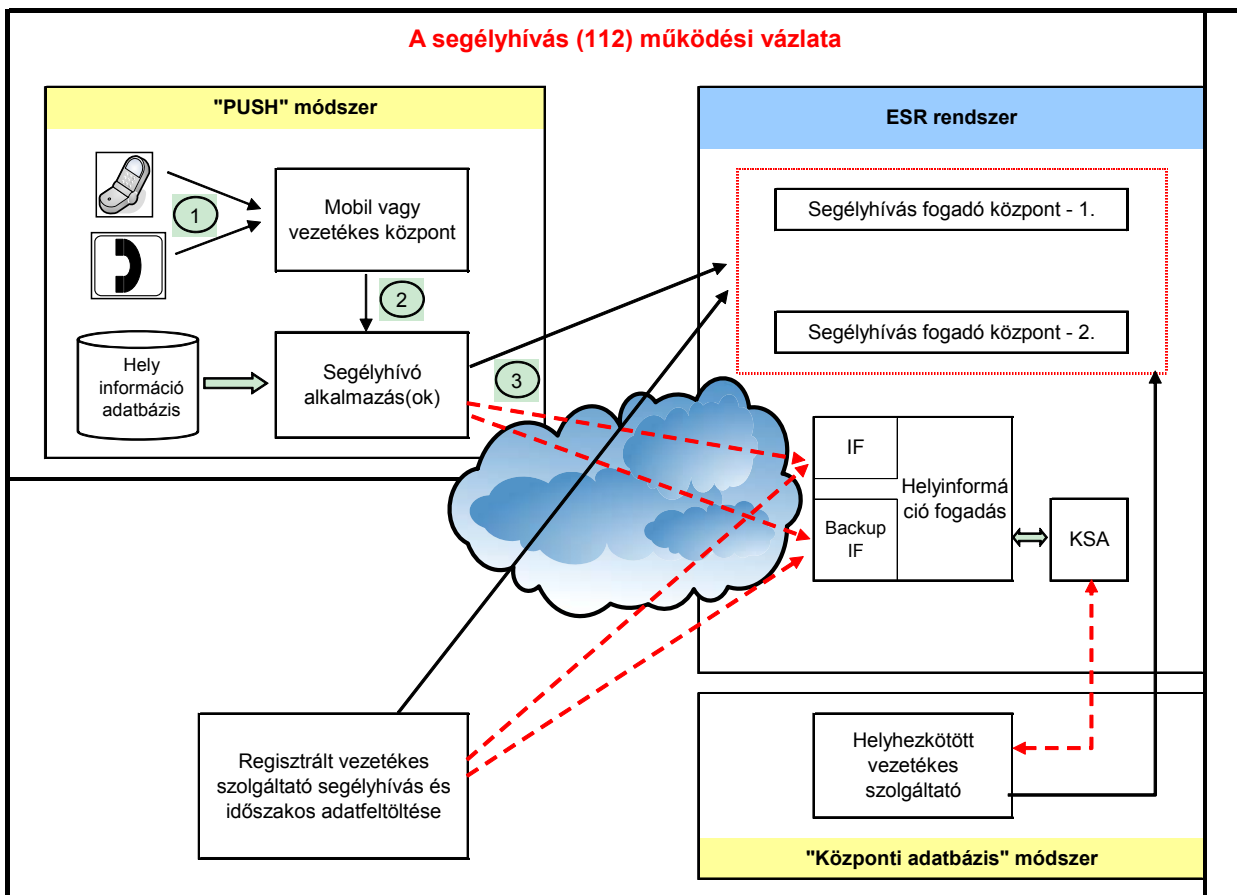 A segélyhívás (112) működési vázlata
"PUSH" módszer
1
Mobil vagy
vezetékes központ
2
Hely
információ
adatbázis
Segélyhívó
alkalmazás(ok)
3
ESR rendszer
Segélyhívás fogadó központ - 1.
Segélyhívás fogadó központ - 2.
IF
Backup
IF
Helyinformá
ció fogadás
KSA
Regisztrált vezetékes
szolgáltató segélyhívás és
időszakos adatfeltöltése
Helyhezkötött
vezetékes
szolgáltató
"Központi adatbázis" módszer